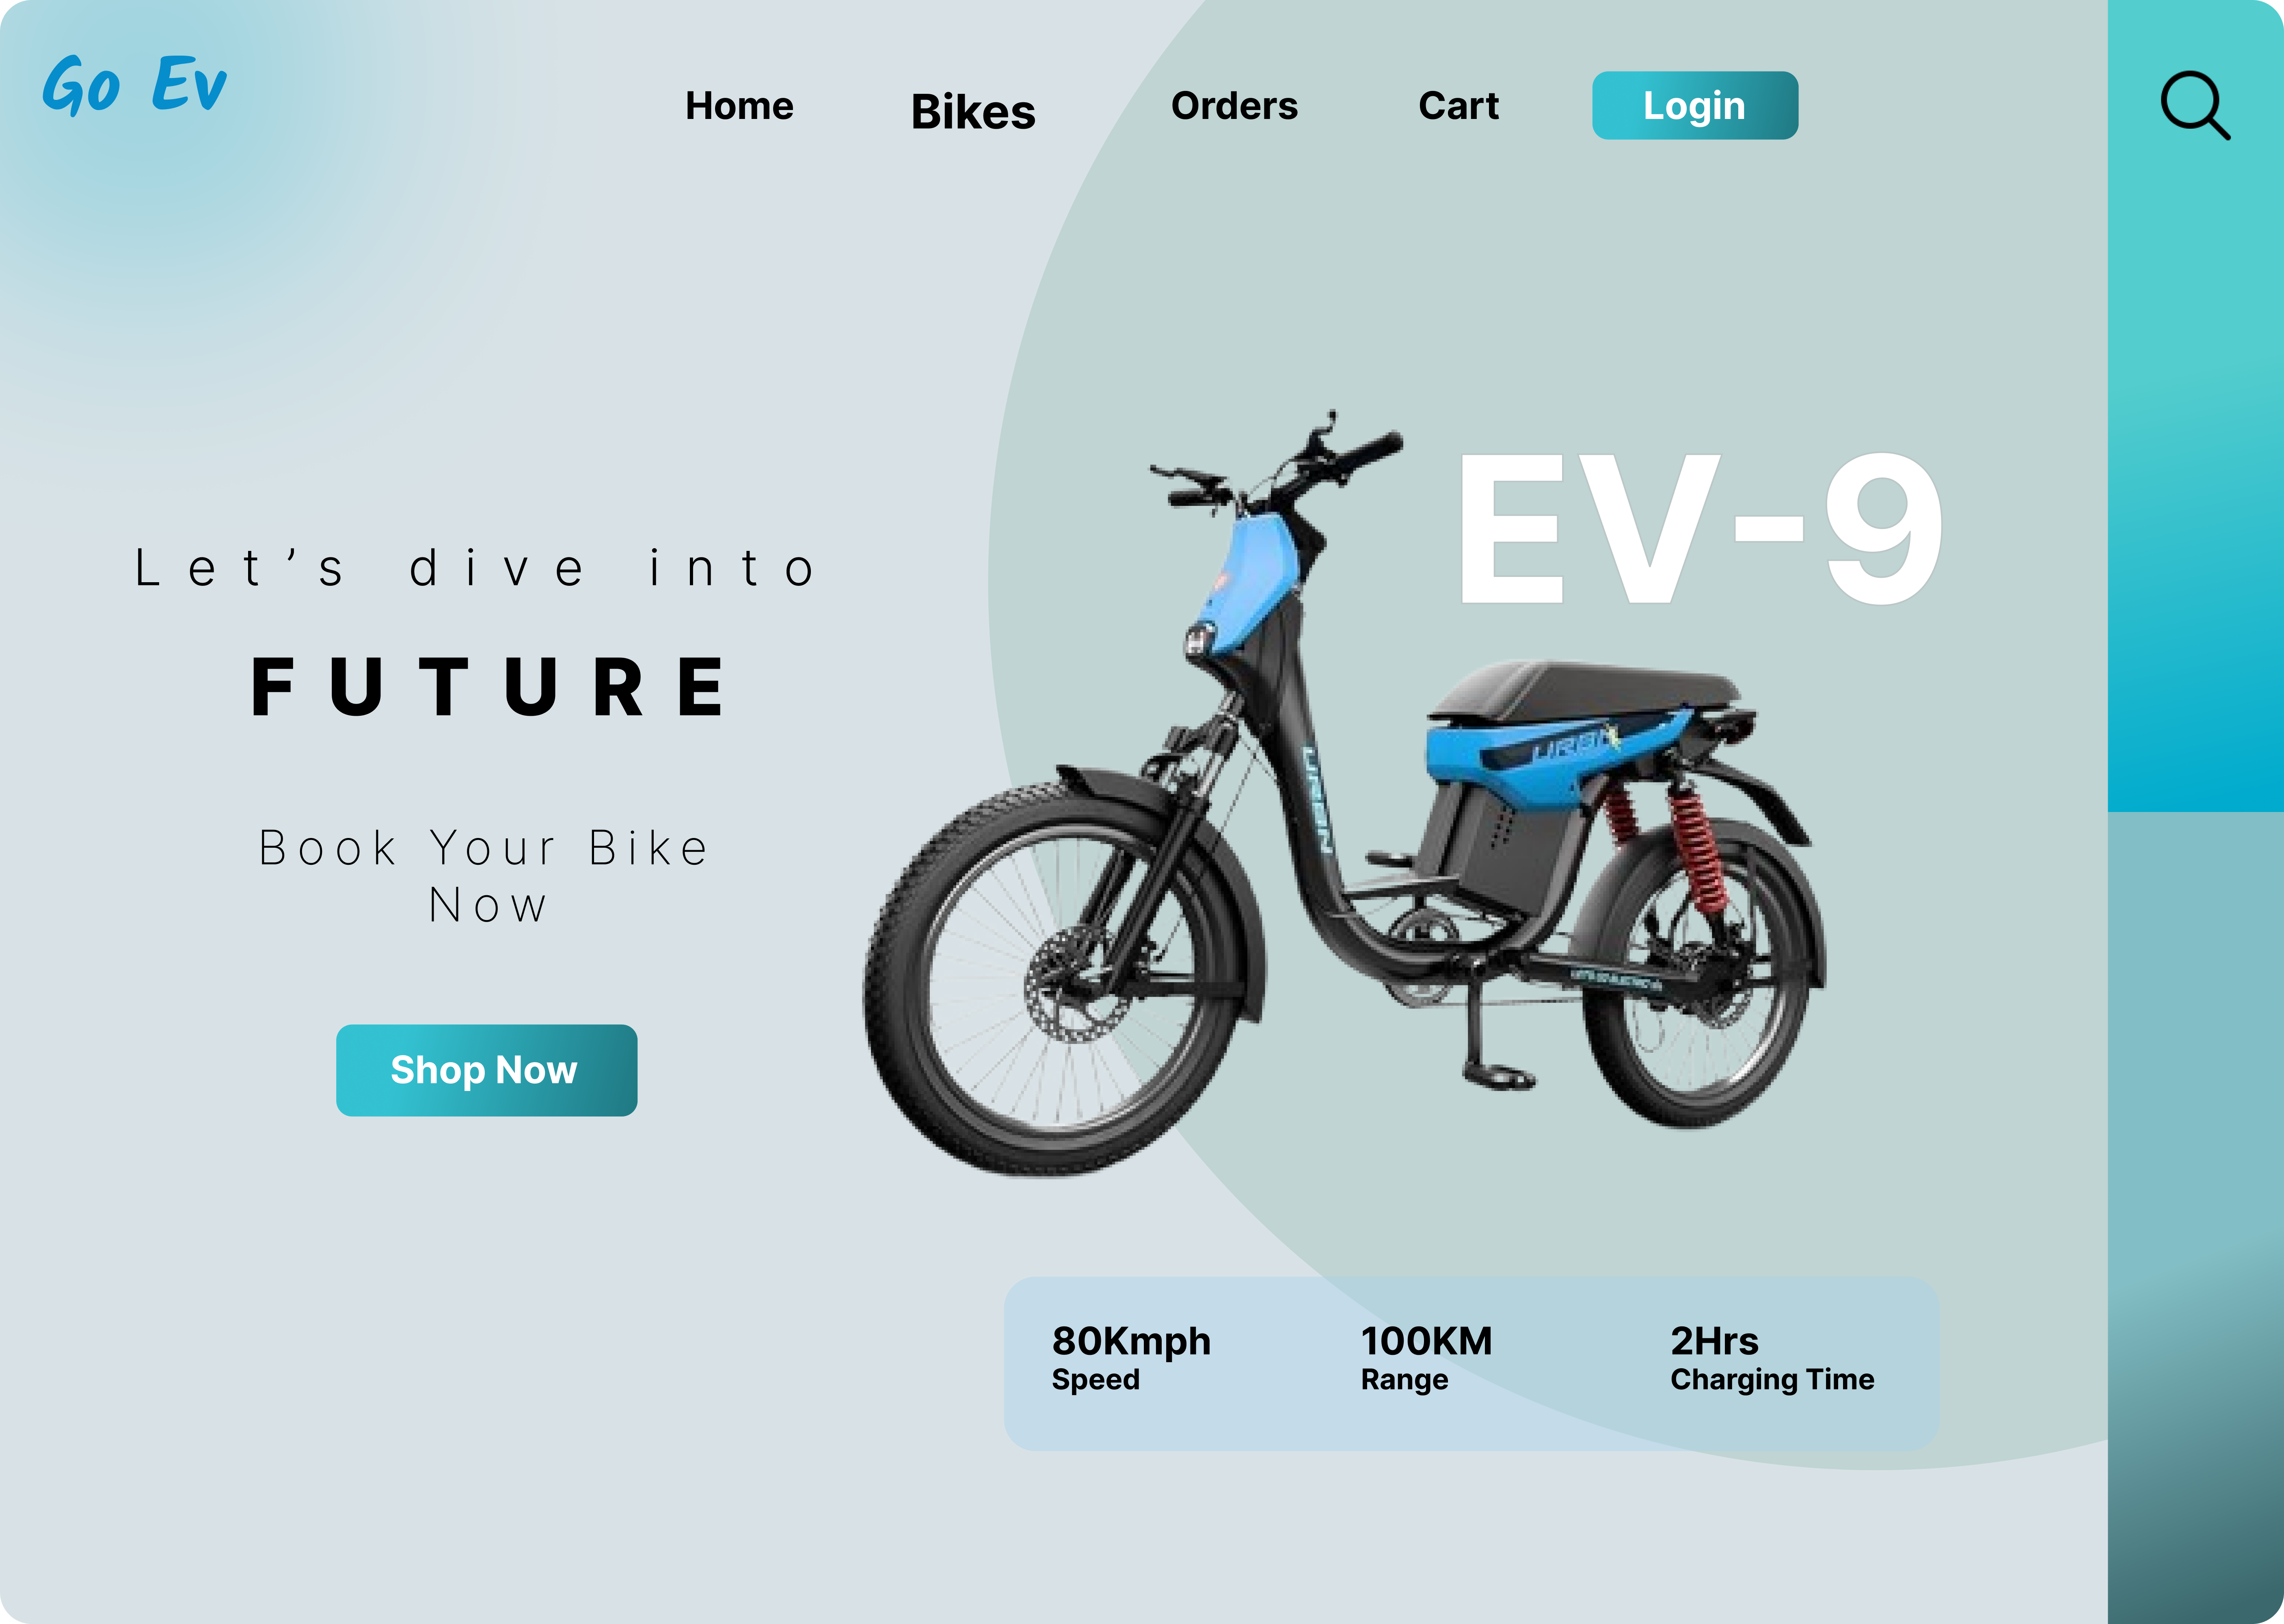 Go Ev
Home
Bikes
Orders
Cart
Login
EV-9
Let’s dive into
FUTURE
Book Your Bike
Now
Shop Now
URBN
80Kmph
Speed
100KM
Range
2Hrs
Charging Time